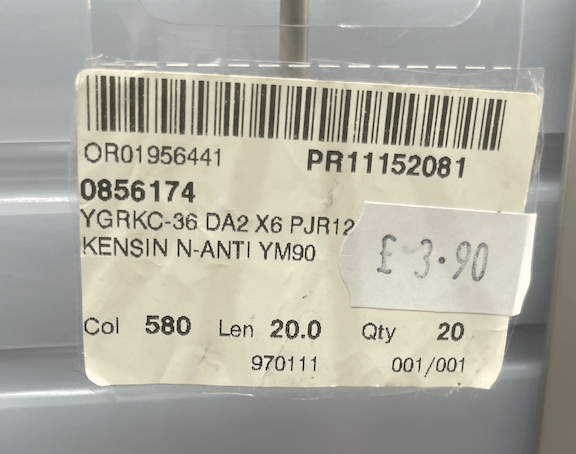 OR01956441 PR11152081
0856174
YGRKC-36 DA2 X6 PJR12
KENSIN N-ANTI YM90
£3.90
Col 580 Len 20.0 Qty 20
970111 001/001